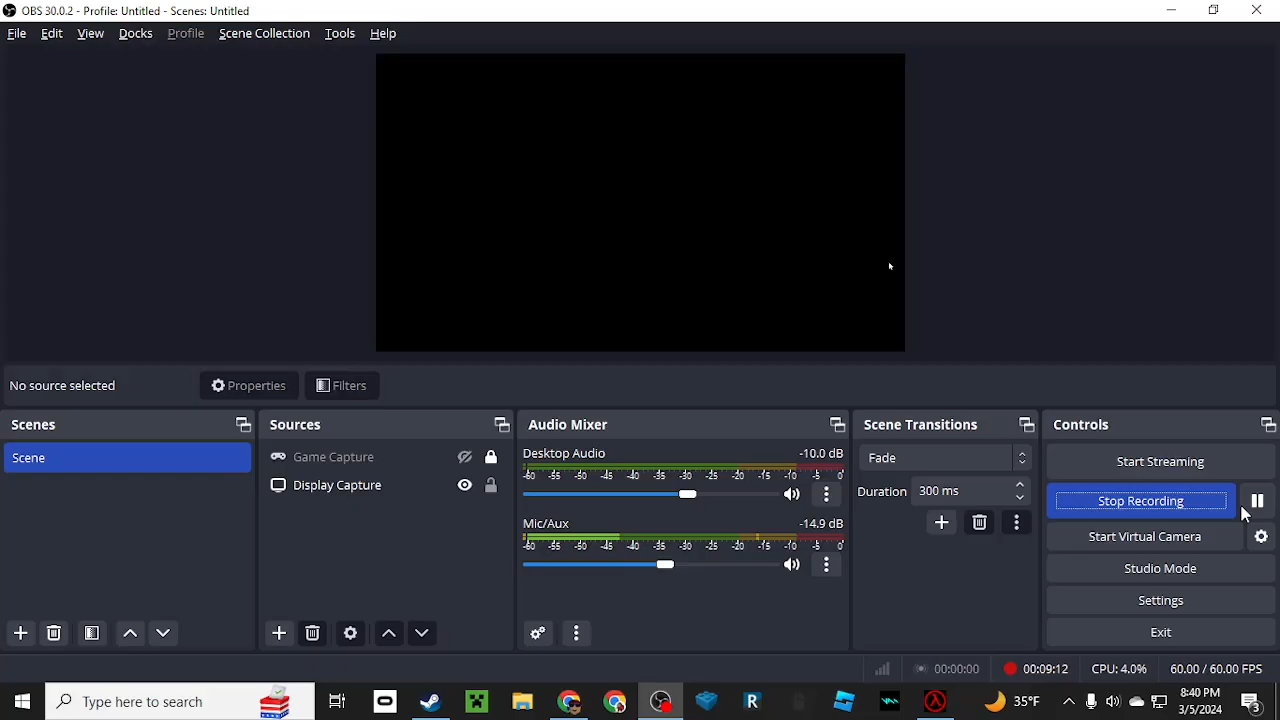 OBS 30.0.2 - Profile: Untitled - Scenes: Untitled
File Edit View Docks Profile Scene Collection Tools Help
No source selected Properties Filters
Scenes Sources Audio Mixer Scene Transitions Controls
Scene
Game Capture
Display Capture
Desktop Audio -10.0 dB
-60 -55 -50 -45 -40 -35 -30 -25 -20 -15 -10 -5 0
Mic/Aux -14.9 dB
-60 -55 -50 -45 -40 -35 -30 -25 -20 -15 -10 -5 0
Fade
Duration 300 ms
Start Streaming
Stop Recording
Start Virtual Camera
Studio Mode
Settings
Exit
00:00:00 00:09:12 CPU: 4.0% 60.00 / 60.00 FPS
Type here to search
35°F
3:40 PM
3/5/2024
3